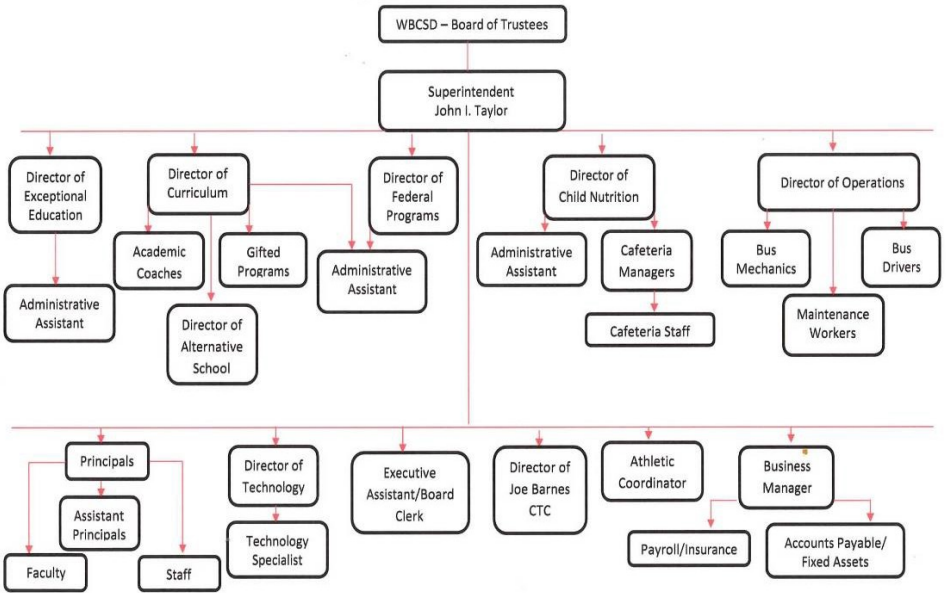 WBCSD – Board of Trustees
Superintendent
John I. Taylor
Director of
Exceptional
Education
Administrative
Assistant
Director of
Curriculum
Academic
Coaches
Director of
Alternative
School
Gifted
Programs
Director of
Federal
Programs
Administrative
Assistant
Director of
Child Nutrition
Administrative
Assistant
Cafeteria
Managers
Cafeteria Staff
Director of Operations
Bus
Mechanics
Maintenance
Workers
Bus
Drivers
Principals
Assistant
Principals
Faculty
Staff
Director of
Technology
Technology
Specialist
Executive
Assistant/Board
Clerk
Director of
Joe Barnes
CTC
Athletic
Coordinator
Business
Manager
Payroll/Insurance
Accounts Payable/
Fixed Assets